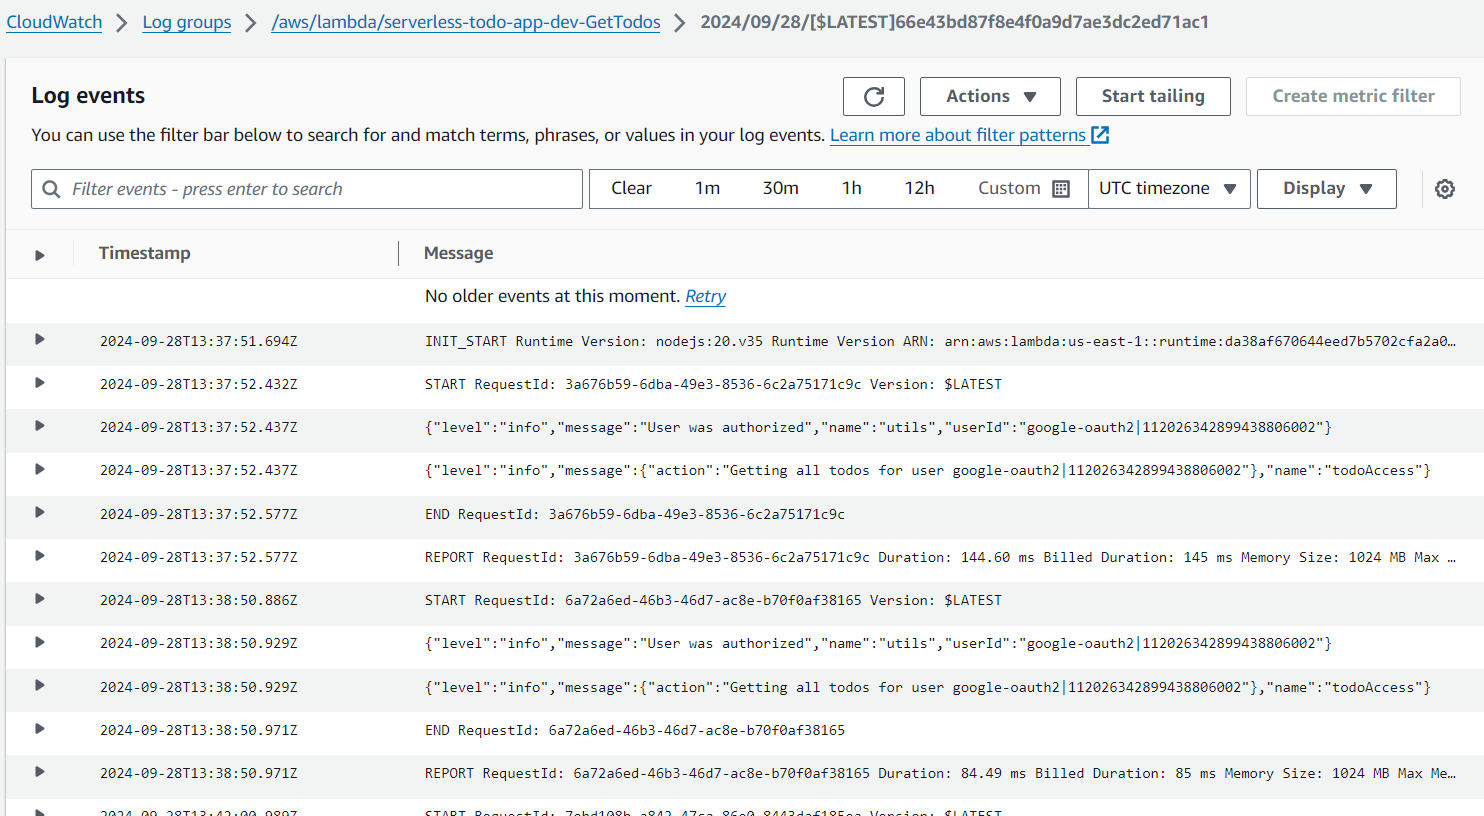 CloudWatch > Log groups > /aws/lambda/serverless-todo-app-dev-GetTodos > 2024/09/28/[$LATEST]66e43bd87f8e4f0a9d7ae3dc2ed71ac1
Log events
Actions ▼
Start tailing
Create metric filter
You can use the filter bar below to search for and match terms, phrases, or values in your log events. Learn more about filter patterns
Filter events - press enter to search
Clear 1m 30m 1h 12h Custom
UTC timezone ▼
Display ▼
Timestamp Message
No older events at this moment. Retry
2024-09-28T13:37:51.694Z INIT_START Runtime Version: nodejs:20.v35 Runtime Version ARN: arn:aws:lambda:us-east-1::runtime:da38af670644eed7b5702cfa2a0…
2024-09-28T13:37:52.432Z START RequestId: 3a676b59-6dba-49e3-8536-6c2a75171c9c Version: $LATEST
2024-09-28T13:37:52.437Z {"level":"info","message":"User was authorized","name":"utils","userId":"google-oauth2|112026342899438806002"}
2024-09-28T13:37:52.437Z {"level":"info","message":{"action":"Getting all todos for user google-oauth2|112026342899438806002"},"name":"todoAccess"}
2024-09-28T13:37:52.577Z END RequestId: 3a676b59-6dba-49e3-8536-6c2a75171c9c
2024-09-28T13:37:52.577Z REPORT RequestId: 3a676b59-6dba-49e3-8536-6c2a75171c9c Duration: 144.60 ms Billed Duration: 145 ms Memory Size: 1024 MB Max …
2024-09-28T13:38:50.886Z START RequestId: 6a72a6ed-46b3-46d7-ac8e-b70f0af38165 Version: $LATEST
2024-09-28T13:38:50.929Z {"level":"info","message":"User was authorized","name":"utils","userId":"google-oauth2|112026342899438806002"}
2024-09-28T13:38:50.929Z {"level":"info","message":{"action":"Getting all todos for user google-oauth2|112026342899438806002"},"name":"todoAccess"}
2024-09-28T13:38:50.971Z END RequestId: 6a72a6ed-46b3-46d7-ac8e-b70f0af38165
2024-09-28T13:38:50.971Z REPORT RequestId: 6a72a6ed-46b3-46d7-ac8e-b70f0af38165 Duration: 84.49 ms Billed Duration: 85 ms Memory Size: 1024 MB Max Me…
START RequestId: Version: $LATEST